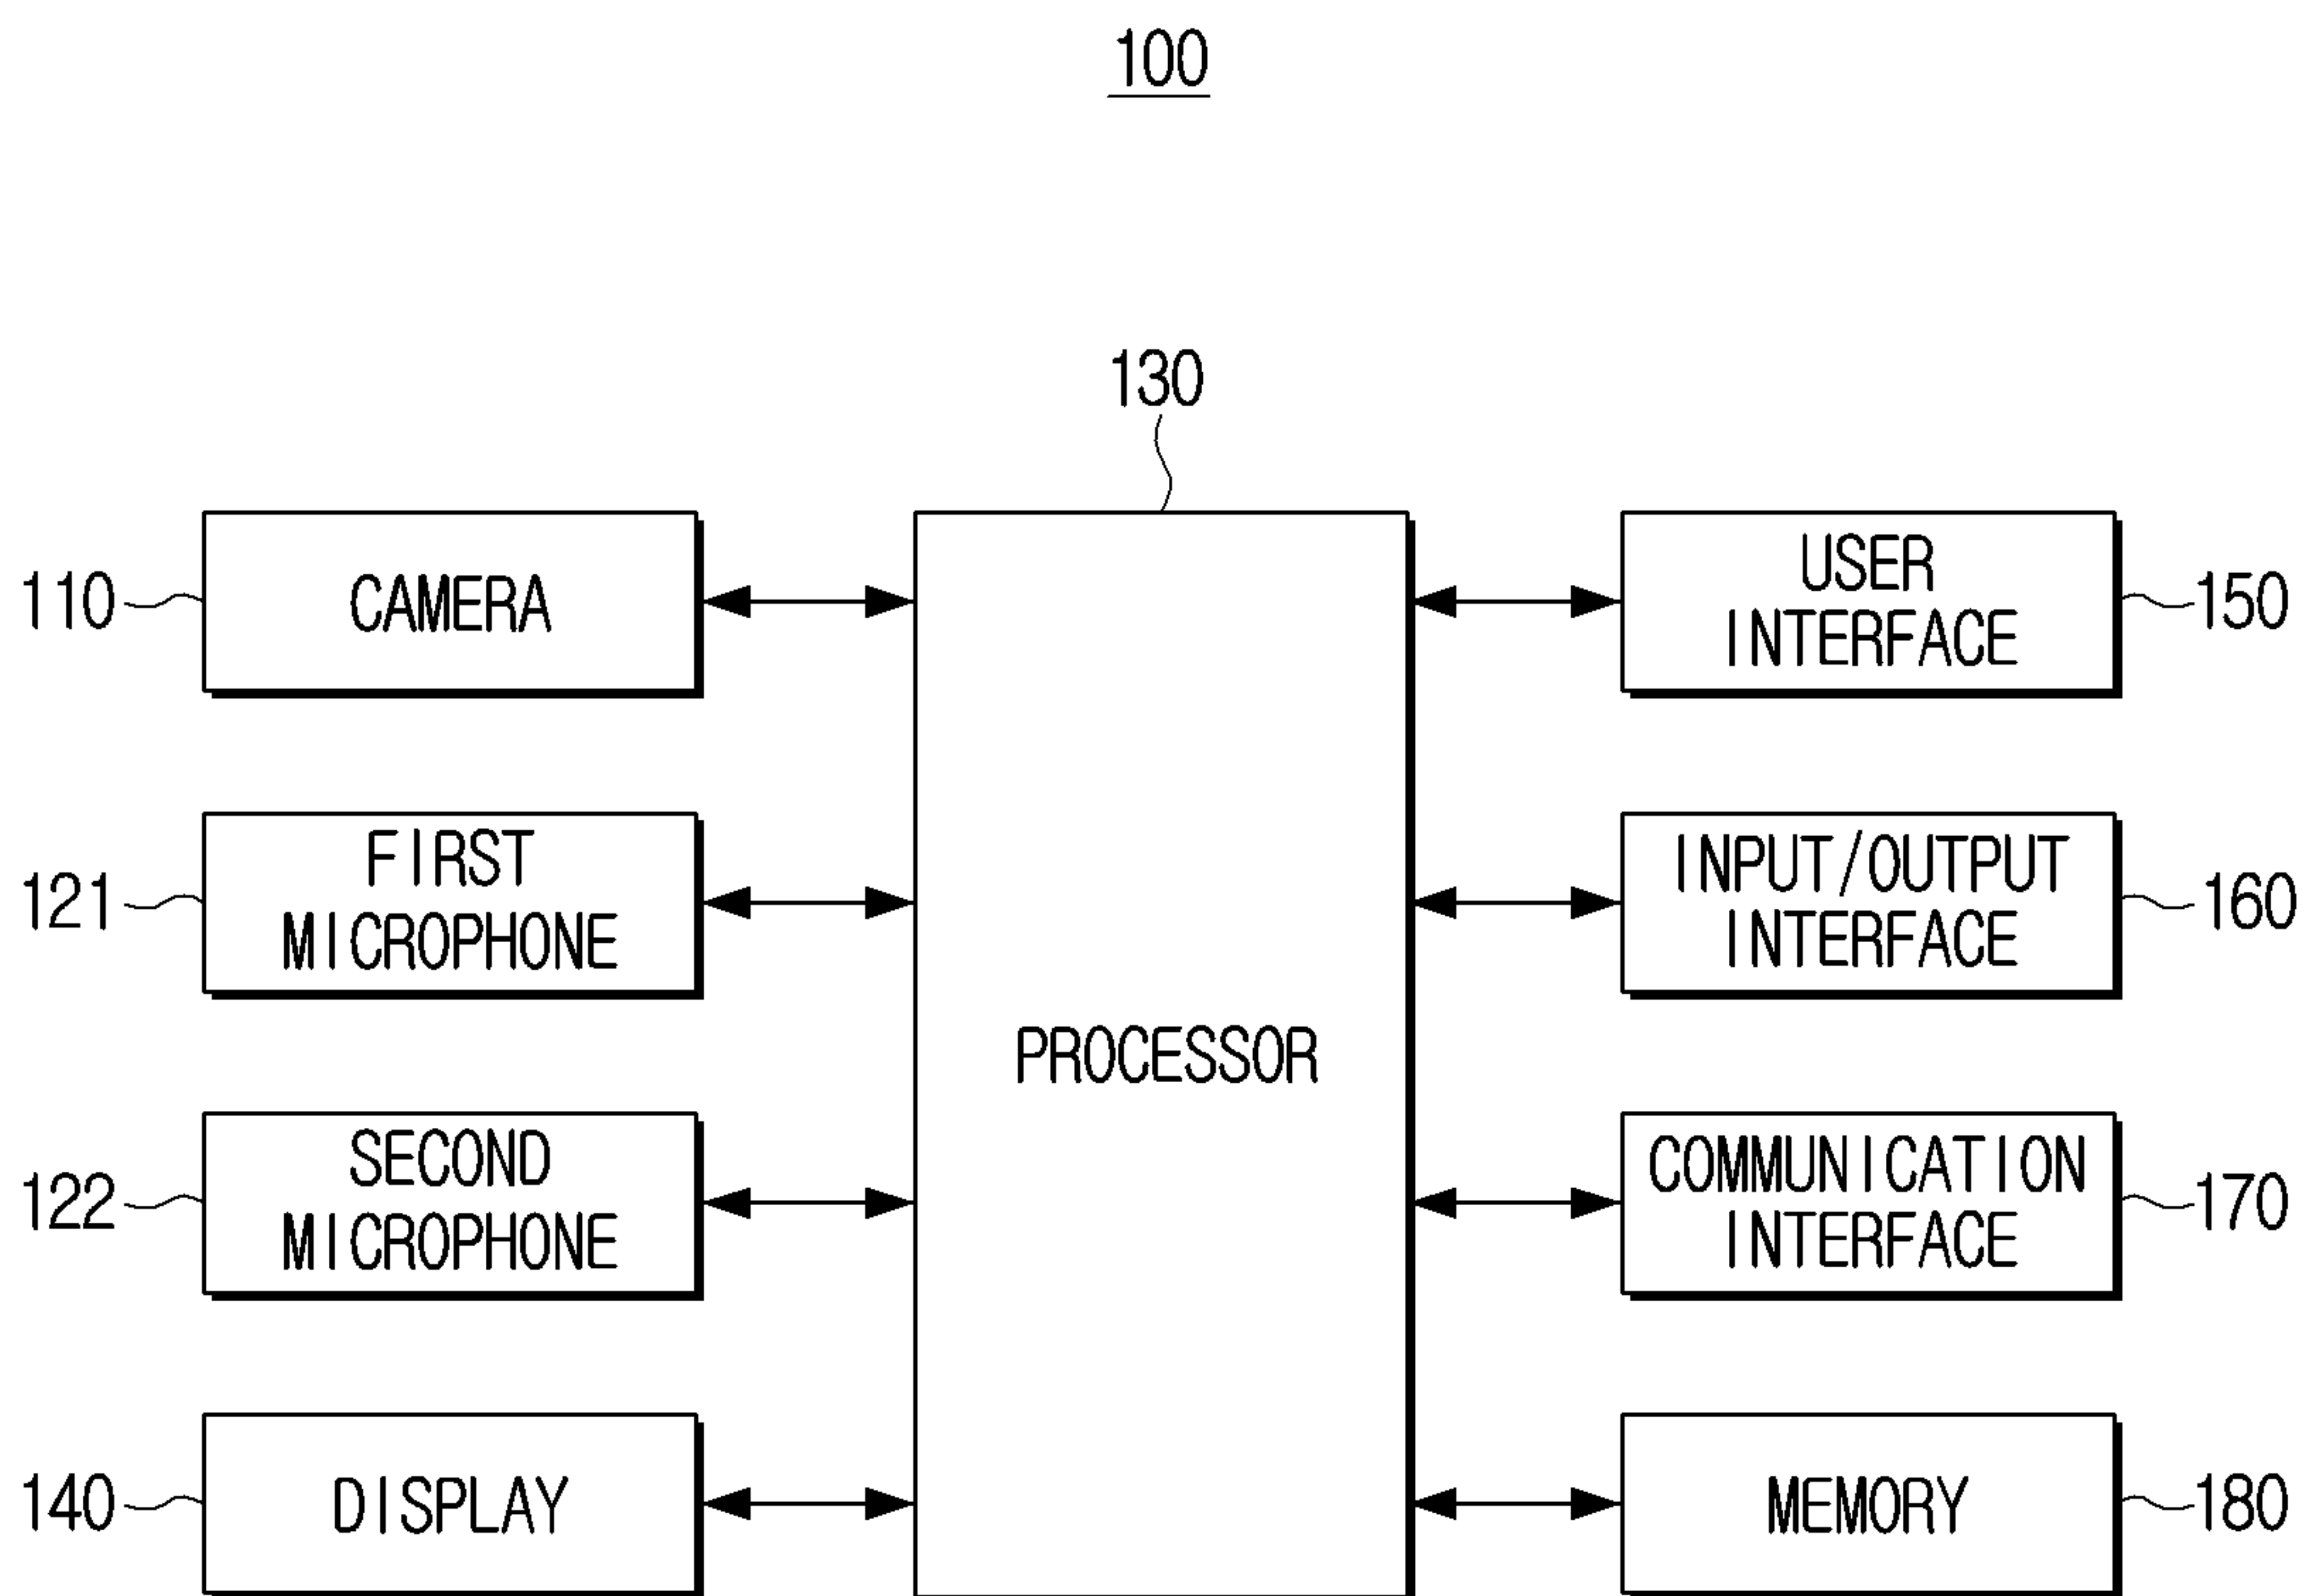 100
130
110
CAMERA
USER
INTERFACE
150
121
FIRST
MICROPHONE
INPUT/OUTPUT
INTERFACE
160
PROCESSOR
122
SECOND
MICROPHONE
COMMUNICATION
INTERFACE
170
140
DISPLAY
MEMORY
180